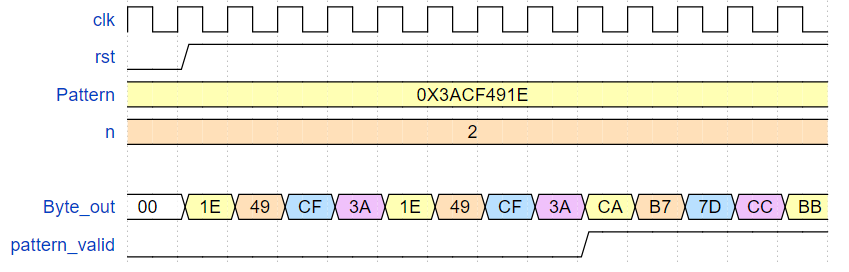 clk
rst
Pattern 0X3ACF491E
n 2
Byte_out 00 1E 49 CF 3A 1E 49 CF 3A CA B7 7D CC BB
pattern_valid